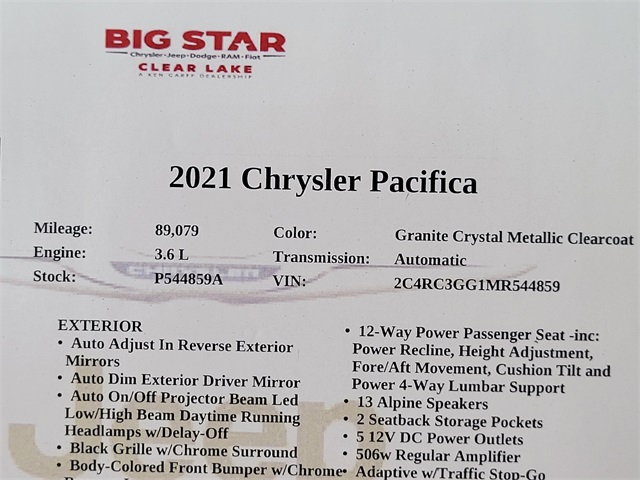 BIG STAR
Chrysler•Jeep•Dodge•RAM•Fiat
CLEAR LAKE
A KEN GARFF DEALERSHIP
2021 Chrysler Pacifica
Mileage: 89,079 Color: Granite Crystal Metallic Clearcoat
Engine: 3.6 L Transmission: Automatic
Stock: P544859A VIN: 2C4RC3GG1MR544859
CHRYSLER
EXTERIOR
• Auto Adjust In Reverse Exterior
Mirrors
• Auto Dim Exterior Driver Mirror
• Auto On/Off Projector Beam Led
Low/High Beam Daytime Running
Headlamps w/Delay-Off
• Black Grille w/Chrome Surround
• Body-Colored Front Bumper w/Chrome
• 12-Way Power Passenger Seat -inc:
Power Recline, Height Adjustment,
Fore/Aft Movement, Cushion Tilt and
Power 4-Way Lumbar Support
• 13 Alpine Speakers
• 2 Seatback Storage Pockets
• 5 12V DC Power Outlets
• 506w Regular Amplifier
• Adaptive w/Traffic Stop-Go
Jeep